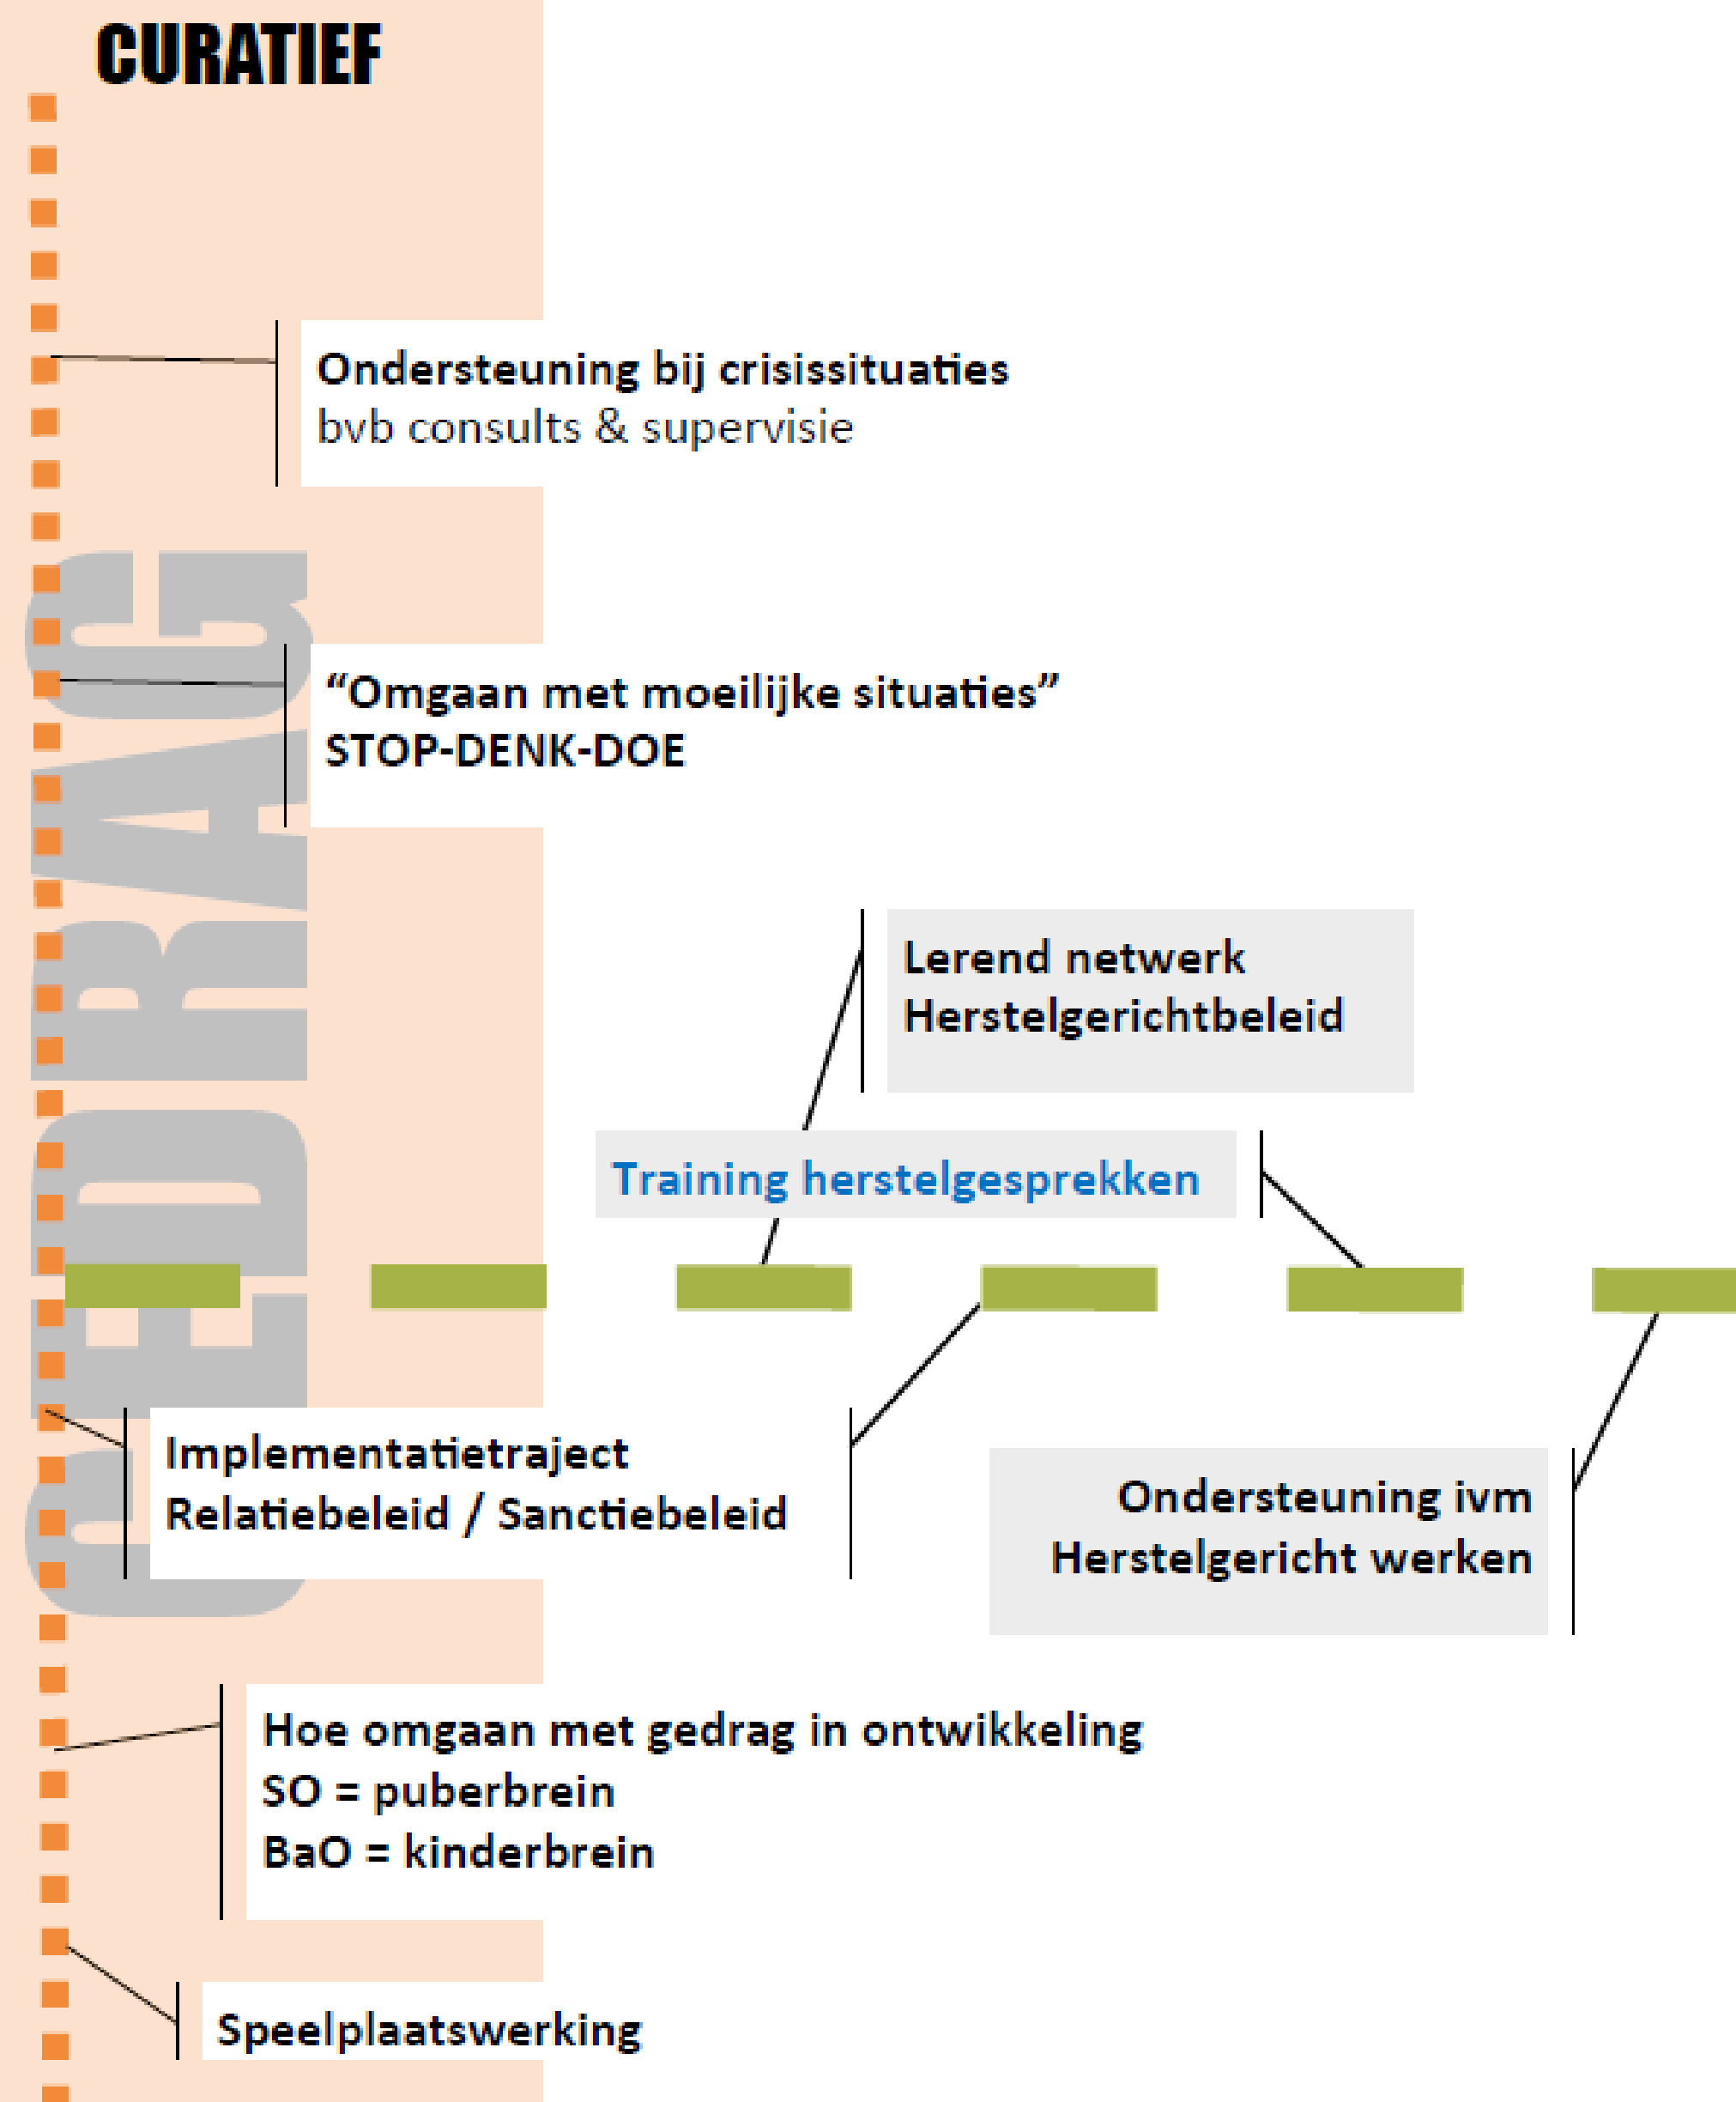 CURATIEF
Ondersteuning bij crisissituaties
bvb consults & supervisie
GEDRAG
“Omgaan met moeilijke situaties”
STOP-DENK-DOE
Lerend netwerk
Herstelgerichtbeleid
Training herstelgesprekken
Implementatietraject
Relatiebeleid / Sanctiebeleid
Ondersteuning ivm
Herstelgericht werken
Hoe omgaan met gedrag in ontwikkeling
SO = puberbrein
BaO = kinderbrein
Speelplaatswerking